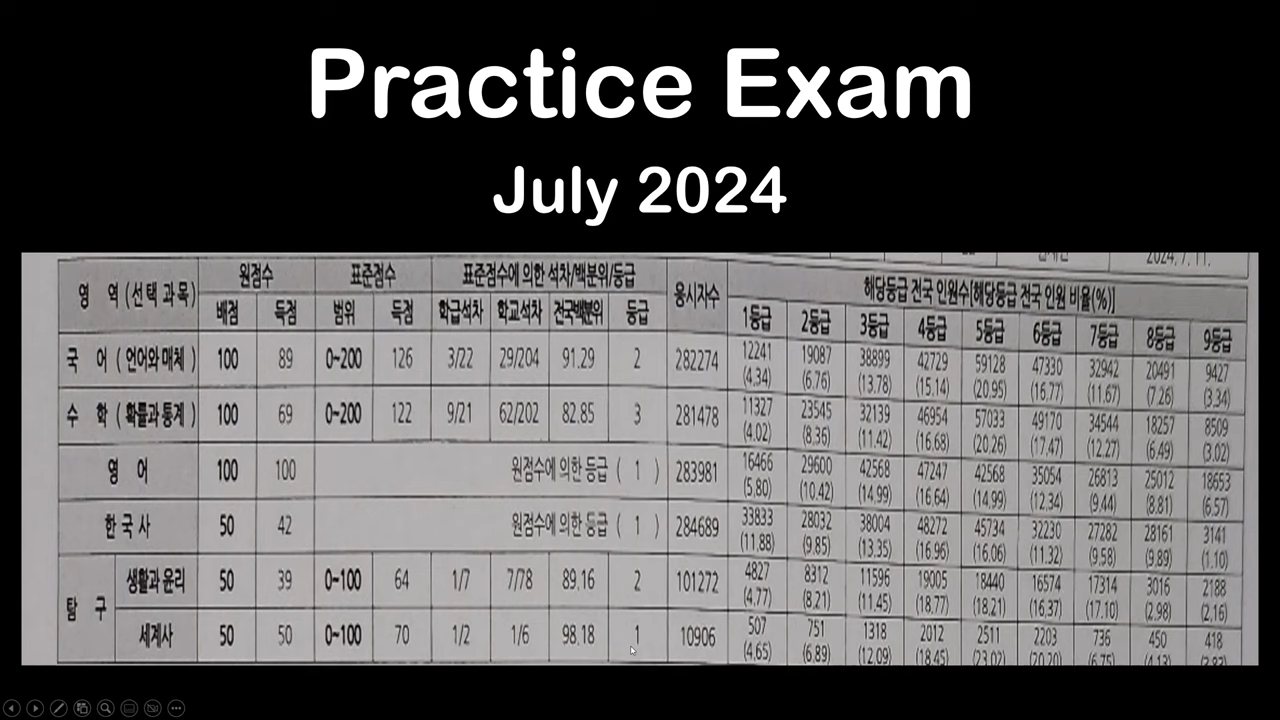 Practice Exam
July 2024
2024. 7. 11.
영 역 (선택 과목) 원점수 표준점수 표준점수에 의한 석차/백분위/등급 응시자수 해당등급 전국 인원수[해당등급 전국 인원 비율(%)]
배점 득점 범위 득점 학급석차 학교석차 전국백분위 등급 1등급 2등급 3등급 4등급 5등급 6등급 7등급 8등급 9등급
국 어 (언어와 매체) 100 89 0~200 126 3/22 29/204 91.29 2 282274 12241 19087 38899 42729 59128 47330 32942 20491 9427
(4.34) (6.76) (13.78) (15.14) (20.95) (16.77) (11.67) (7.26) (3.34)
수 학 (확률과 통계) 100 69 0~200 122 9/21 62/202 82.85 3 281478 11327 23545 32139 46954 57033 49170 34544 18257 8509
(4.02) (8.36) (11.42) (16.68) (20.26) (17.47) (12.27) (6.49) (3.02)
영 어 100 100 원점수에 의한 등급 ( 1 ) 283981 16466 29600 42568 47247 42568 35054 26813 25012 18653
(5.80) (10.42) (14.99) (16.64) (14.99) (12.34) (9.44) (8.81) (6.57)
한 국 사 50 42 원점수에 의한 등급 ( 1 ) 284689 33833 28032 38004 48272 45734 32230 27282 28161 3141
(11.88) (9.85) (13.35) (16.96) (16.06) (11.32) (9.58) (9.89) (1.10)
탐 구 생활과 윤리 50 39 0~100 64 1/7 7/78 89.16 2 101272 4827 8312 11596 19005 18440 16574 17314 3016 2188
(4.77) (8.21) (11.45) (18.77) (18.21) (16.37) (17.10) (2.98) (2.16)
세계사 50 50 0~100 70 1/2 1/6 98.18 1 10906 507 751 1318 2012 2511 2203 736 450 418
(4.65) (6.89) (12.09) (18.45) (23.02) (20.20) (6.75) (4.13)